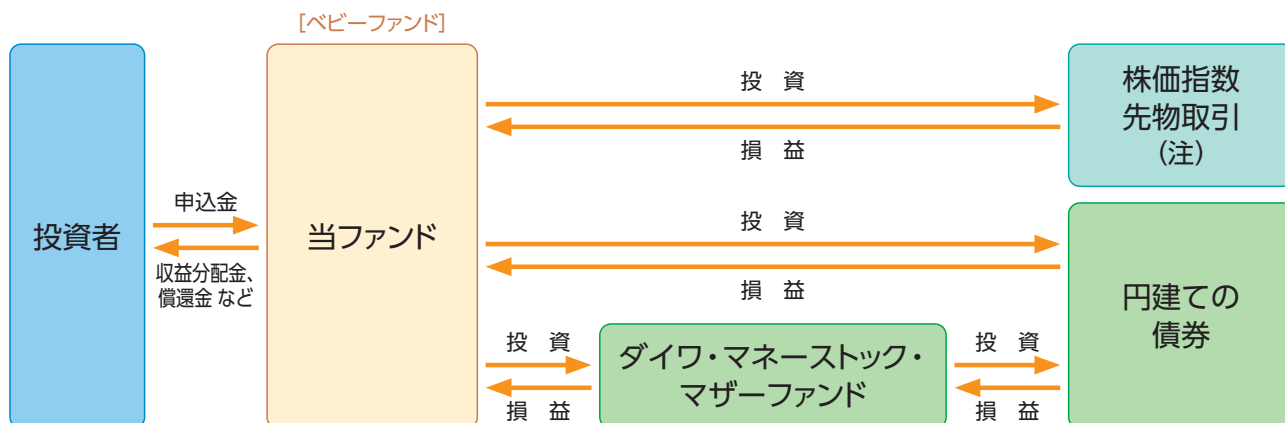 [ベビーファンド]
投資者
申込金
収益分配金、
償還金 など
当ファンド
投 資
損 益
株価指数
先物取引
(注)
投 資
損 益
円建ての
債券
投 資
損 益
ダイワ・マネーストック・
マザーファンド
投 資
損 益